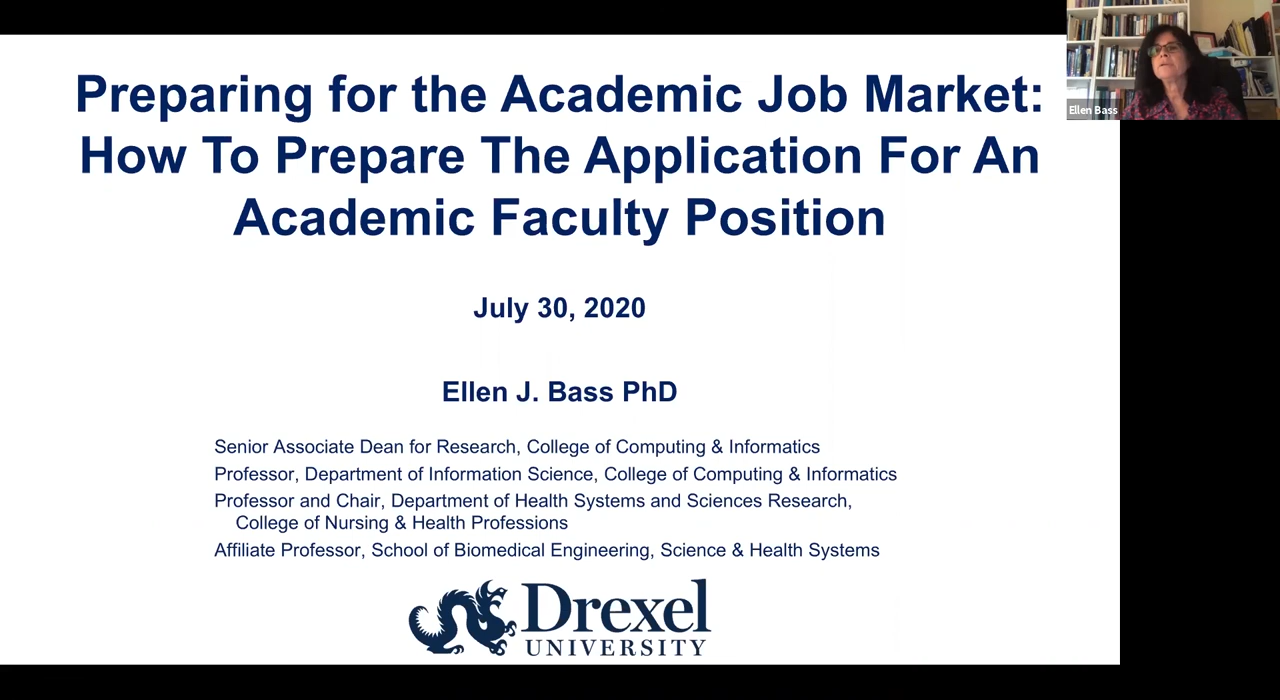 Preparing for the Academic Job Market:
How To Prepare The Application For An
Academic Faculty Position
July 30, 2020
Ellen J. Bass PhD
Senior Associate Dean for Research, College of Computing & Informatics
Professor, Department of Information Science, College of Computing & Informatics
Professor and Chair, Department of Health Systems and Sciences Research,
College of Nursing & Health Professions
Affiliate Professor, School of Biomedical Engineering, Science & Health Systems
Drexel
UNIVERSITY
Ellen Bass